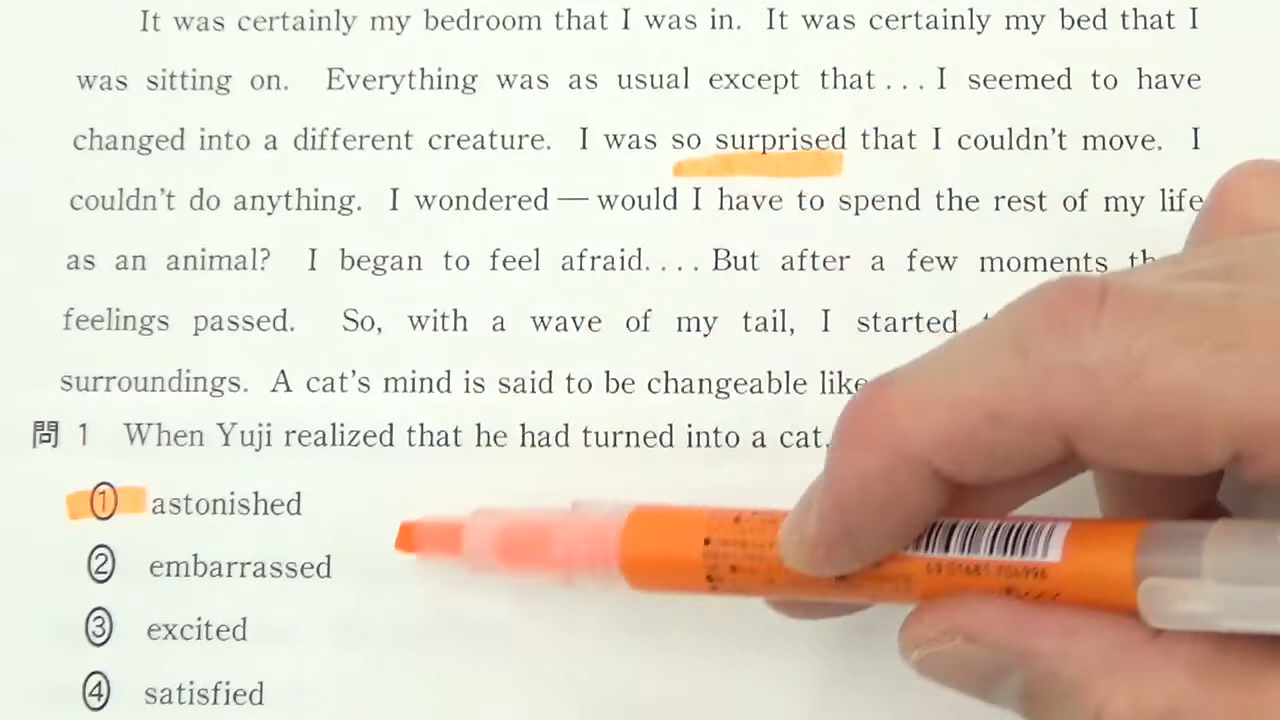 It was certainly my bedroom that I was in. It was certainly my bed that I
was sitting on. Everything was as usual except that . . . I seemed to have
changed into a different creature. I was so surprised that I couldn't move. I
couldn't do anything. I wondered — would I have to spend the rest of my life
as an animal? I began to feel afraid. . . . But after a few moments
feelings passed. So, with a wave of my tail, I started
surroundings. A cat's mind is said to be changeable like
問 1 When Yuji realized that he had turned into a cat,
① astonished
② embarrassed
③ excited
④ satisfied